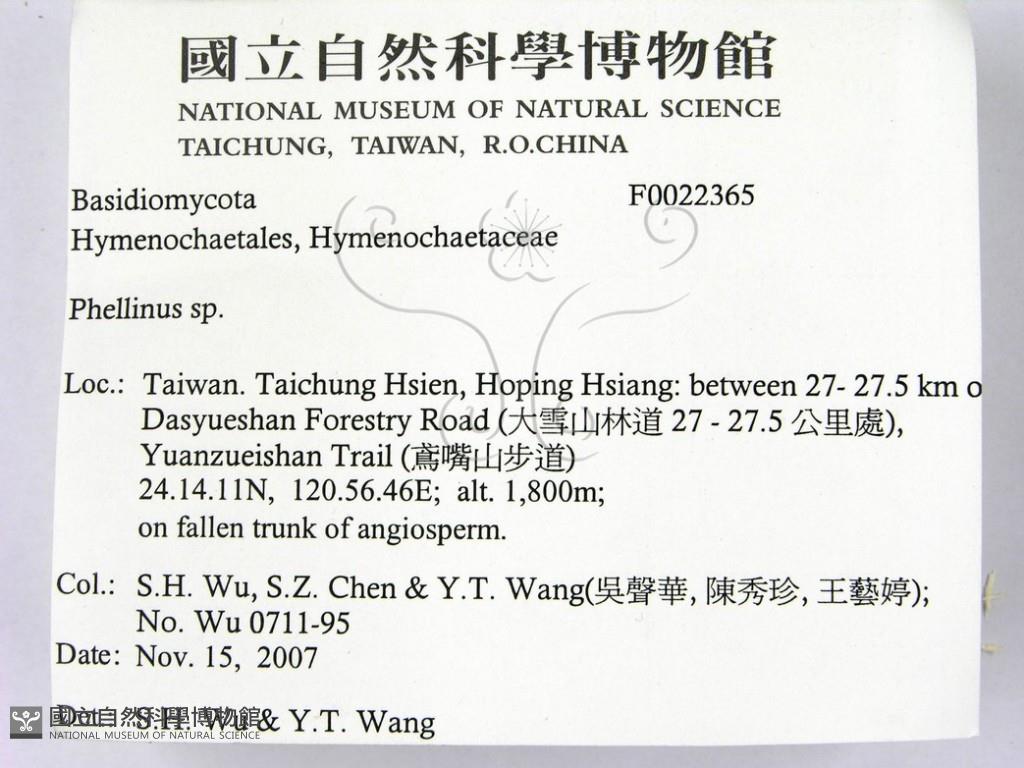 國立自然科學博物館
NATIONAL MUSEUM OF NATURAL SCIENCE
TAICHUNG, TAIWAN, R.O.CHINA
Basidiomycota F0022365
Hymenochaetales, Hymenochaetaceae
Phellinus sp.
Loc.: Taiwan. Taichung Hsien, Hoping Hsiang: between 27- 27.5 km o
Dasyueshan Forestry Road (大雪山林道 27 - 27.5 公里處),
Yuanzueishan Trail (鳶嘴山步道)
24.14.11N, 120.56.46E; alt. 1,800m;
on fallen trunk of angiosperm.
Col.: S.H. Wu, S.Z. Chen & Y.T. Wang(吳聲華, 陳秀珍, 王藝婷);
No. Wu 0711-95
Date: Nov. 15, 2007
Det.: S.H. Wu & Y.T. Wang
國立自然科學博物館
NATIONAL MUSEUM OF NATURAL SCIENCE